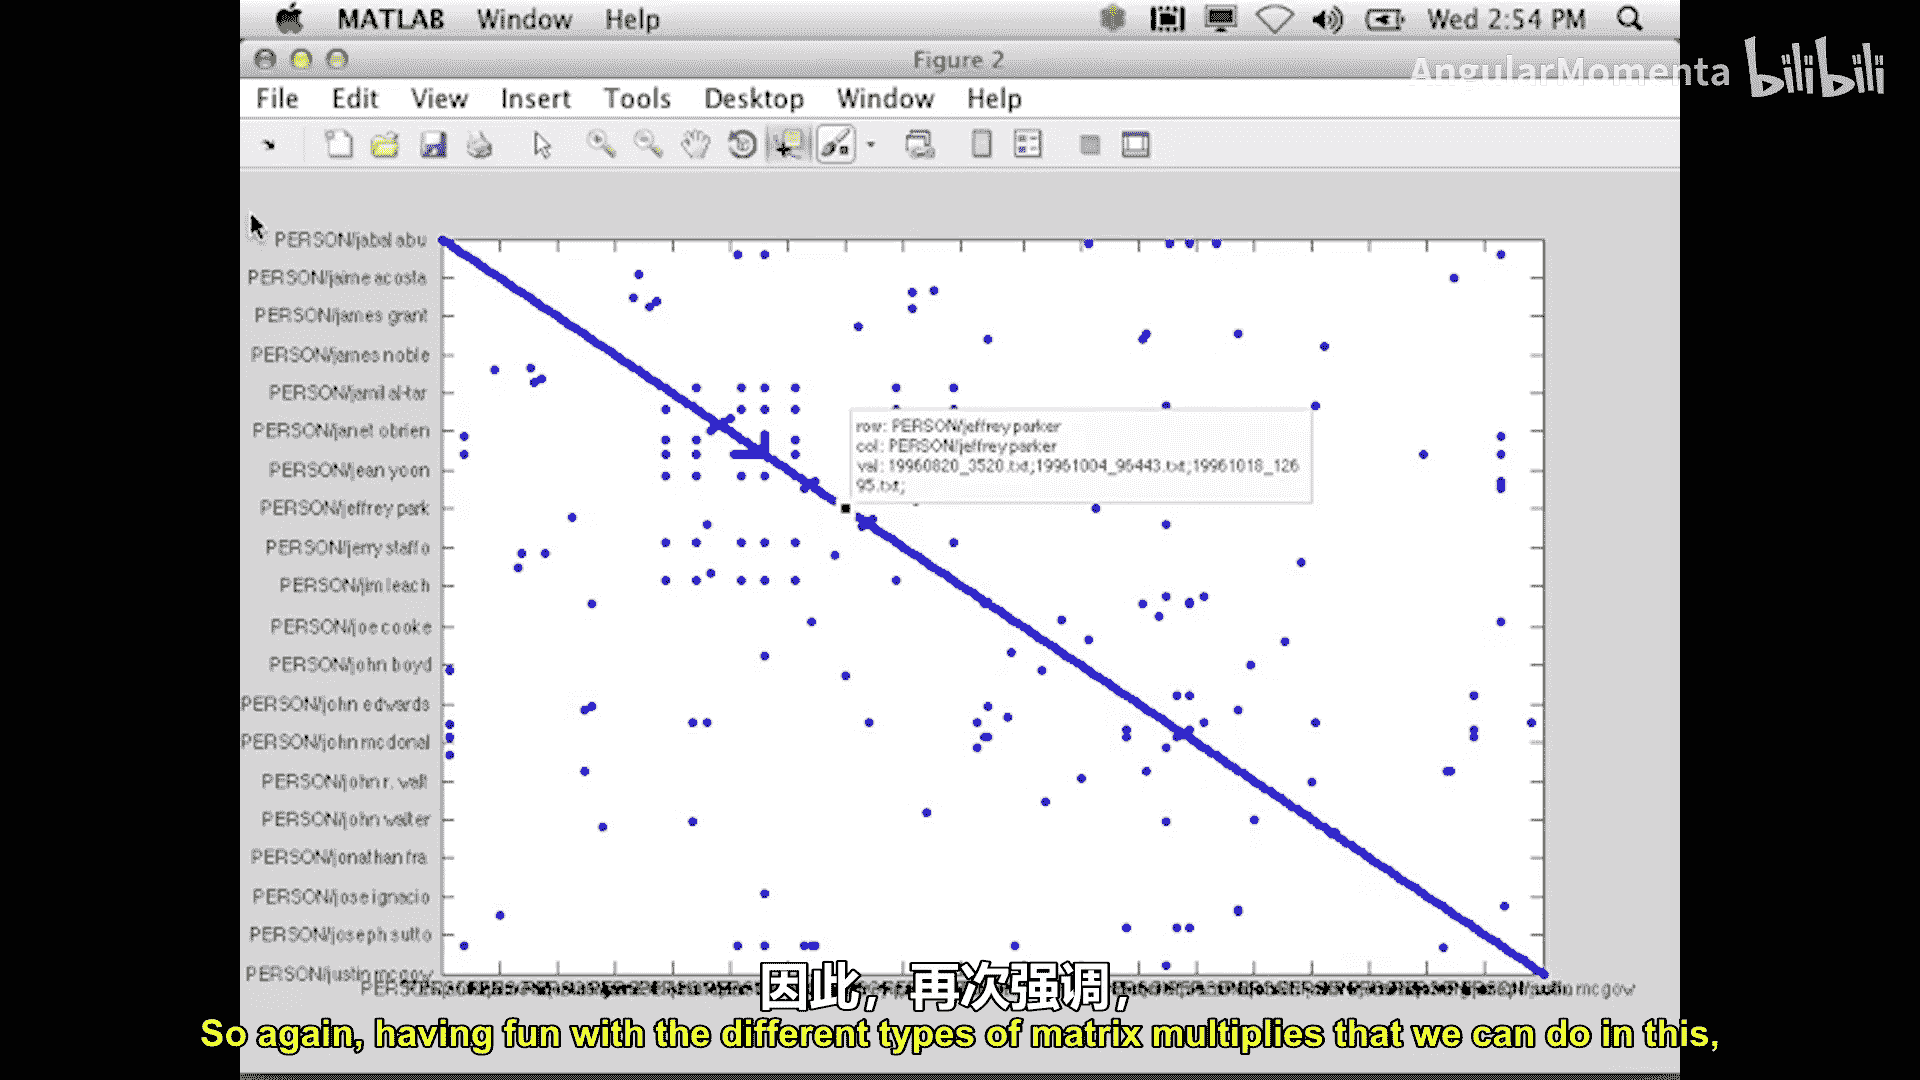 MATLAB Window Help
Wed 2:54 PM
Figure 2
AngularMomenta bilibili
File Edit View Insert Tools Desktop Window Help
PERSON/jabal abu
PERSON/jaime acosta
PERSON/james grant
PERSON/james noble
PERSON/jamil al-tar
PERSON/janet obrien
PERSON/jean yoon
PERSON/jeffrey park
PERSON/jerry staffo
PERSON/jim leach
PERSON/joe cooke
PERSON/john boyd
PERSON/john edwards
PERSON/john mcdonal
PERSON/john r. wall
PERSON/john walter
PERSON/jonathan fra
PERSON/jose ignacio
PERSON/joseph sutto
PERSON/justin mcgow
row: PERSON/jeffrey parker
col: PERSON/jeffrey parker
val: 19960820_3520.txt;19961004_95443.txt;19961018_126
95.txt;
因此，再次强调，
So again, having fun with the different types of matrix multiplies that we can do in this,